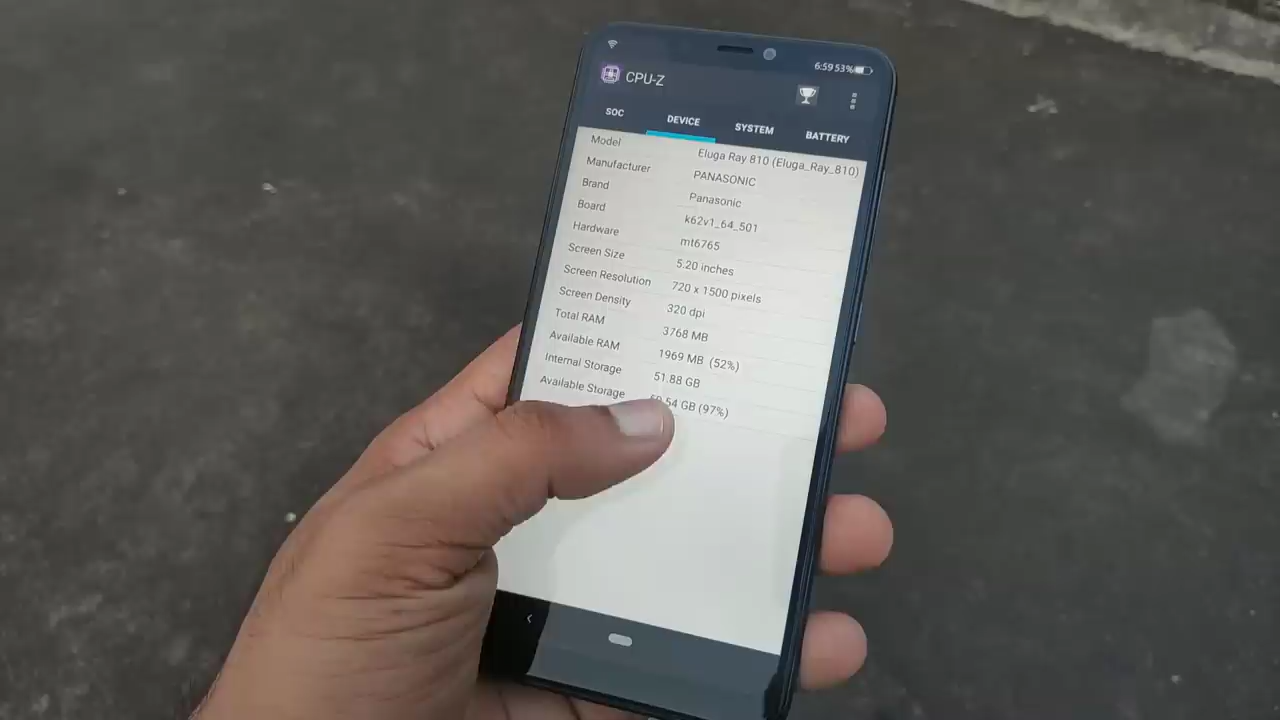 6:59 53%
CPU-Z
SOC DEVICE SYSTEM BATTERY
Model Eluga Ray 810 (Eluga_Ray_810)
Manufacturer PANASONIC
Brand Panasonic
Board k62v1_64_501
Hardware mt6765
Screen Size 5.20 inches
Screen Resolution 720 x 1500 pixels
Screen Density 320 dpi
Total RAM 3768 MB
Available RAM 1969 MB (52%)
Internal Storage 51.88 GB
Available Storage GB (97%)